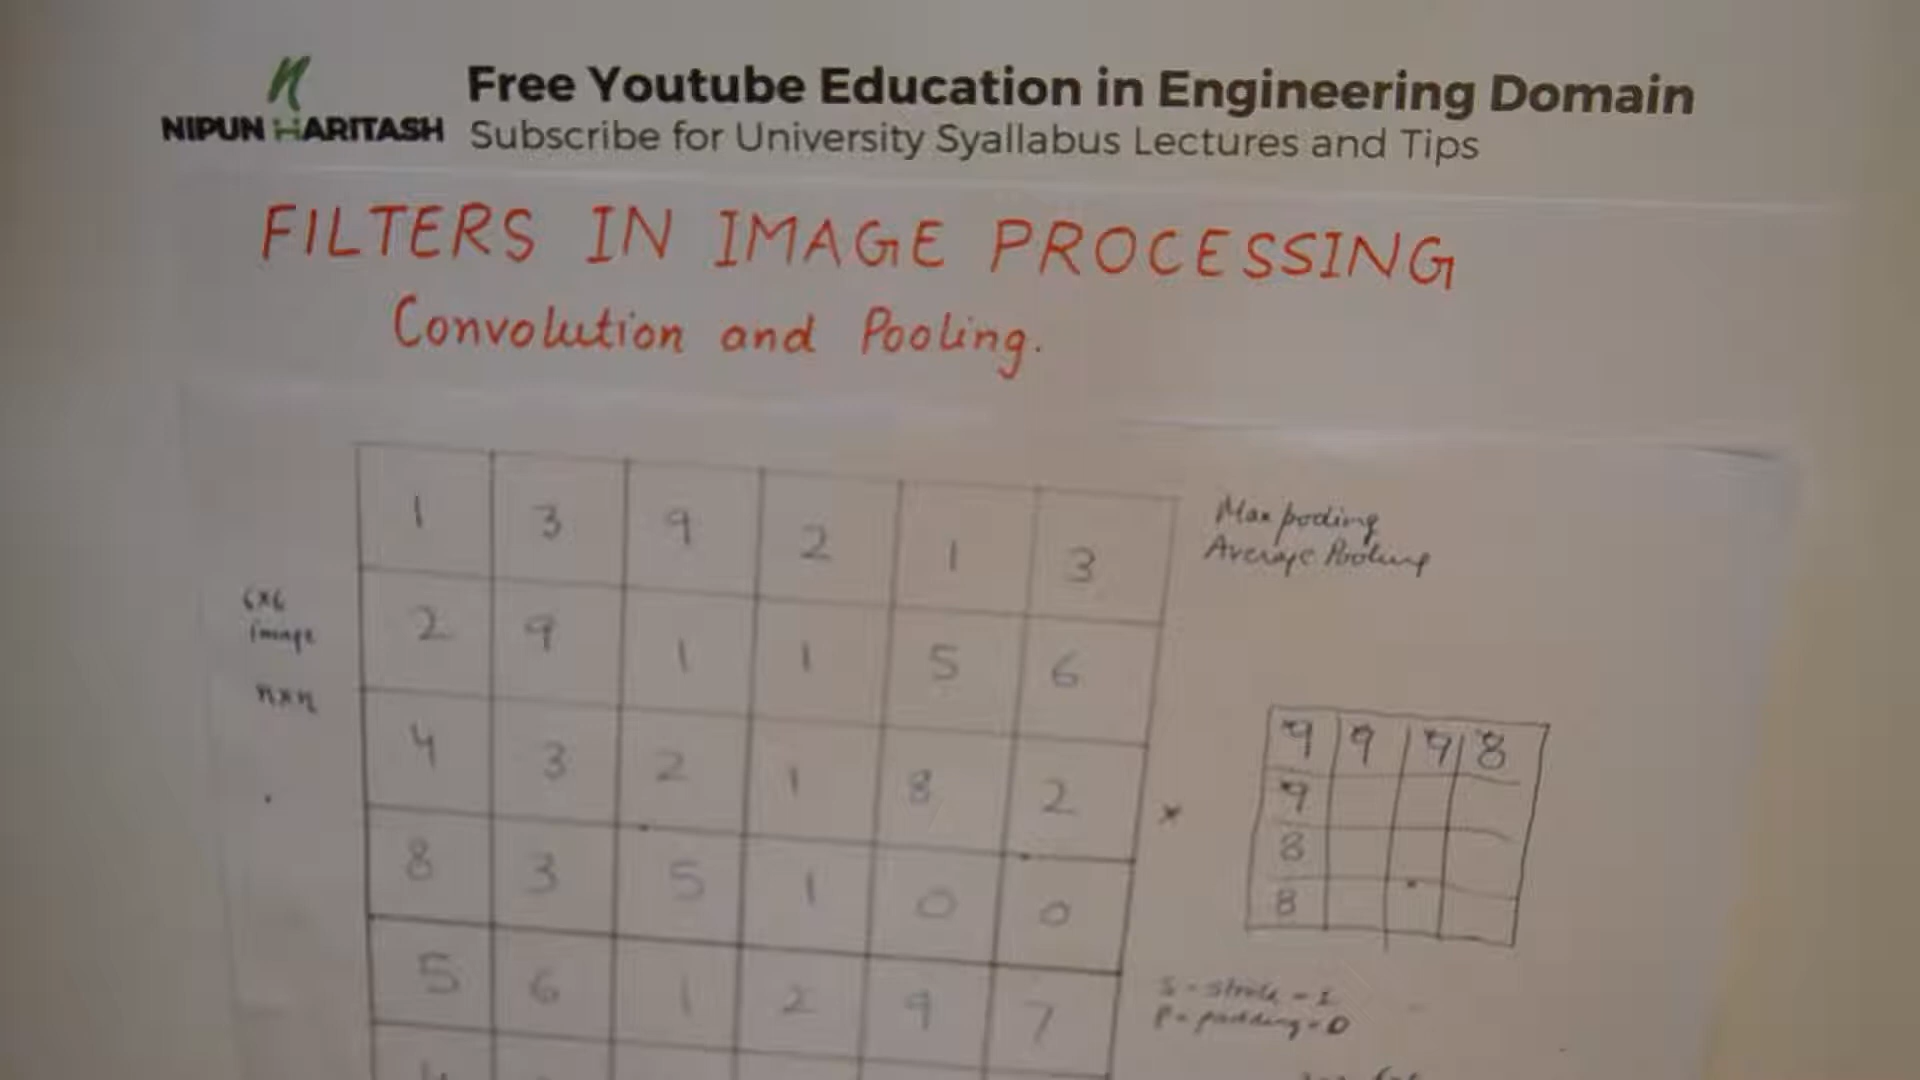 n
NIPUN HARITASH
Free Youtube Education in Engineering Domain
Subscribe for University Syallabus Lectures and Tips
FILTERS IN IMAGE PROCESSING
Convolution and Pooling.
1 3 9 2 1 3
Max pooling
Average Pooling
6x6
image
2 9 1 1 5 6
nxn
4 3 2 1 8 2
*
9 9 9 8
9
8
8
8 3 5 1 0 0
5 6 1 2 9 7
S - stride - 1
P = padding = 0